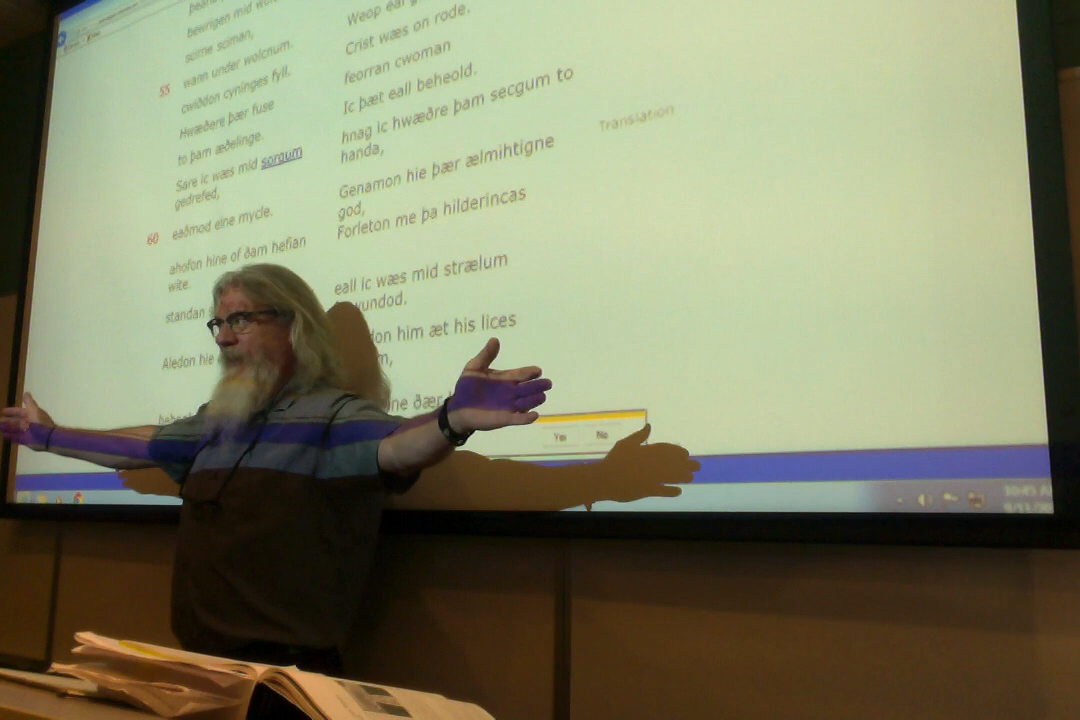 bewrigen mid
Weop eal
scirne sciman,
Crist wæs on rode.
55 wann under wolcnum.
feorran cwoman
cwiðdon cyninges fyll.
Ic þæt eall beheold.
Hwæðere þær fuse
hnag ic hwæðre þam secgum to
handa,
to þam æðelinge.
Translation
Sare ic wæs mid sorgum
gedrefed,
Genamon hie þær ælmihtigne
god,
60 eaðmod elne mycle.
Forleton me þa hilderincas
ahofon hine of ðam hefian
wite.
standan
eall ic wæs mid strælum
wundod.
Aledon hie
don him æt his lices
ðær
Yes No
10:45